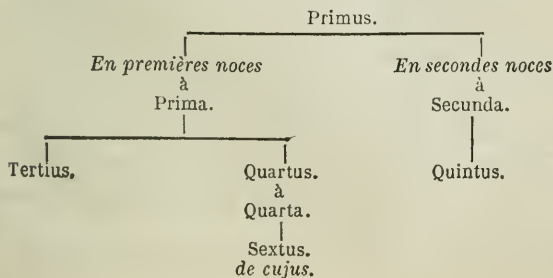 Primus.
En premières noces En secondes noces
à à
Prima. Secunda.
Tertius. Quartus. Quintus.
à
Quarta.
Sextus.
de cujus.